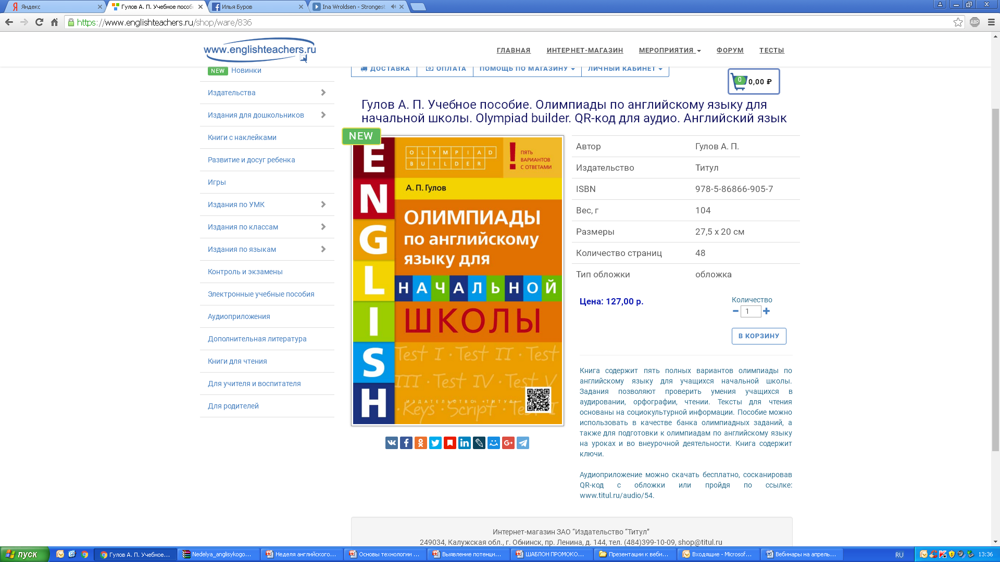 Яндекс
Гулов А. П. Учебное пособ
Илья Буров
Ina Wroldsen - Strongest
https://www.englishteachers.ru/shop/ware/836
ABP
www.englishteachers.ru
ГЛАВНАЯ
ИНТЕРНЕТ-МАГАЗИН
МЕРОПРИЯТИЯ
ФОРУМ
ТЕСТЫ
NEW Новинки
Издательства
Издания для дошкольников
Книги с наклейками
Развитие и досуг ребенка
Игры
Издания по УМК
Издания по классам
Издания по языкам
Контроль и экзамены
Электронные учебные пособия
Аудиоприложения
Дополнительная литература
Книги для чтения
Для учителя и воспитателя
Для родителей
ДОСТАВКА
ОПЛАТА
ПОМОЩЬ ПО МАГАЗИНУ
ЛИЧНЫЙ КАБИНЕТ
0
0,00 ₽
Гулов А. П. Учебное пособие. Олимпиады по английскому языку для
начальной школы. Olympiad builder. QR-код для аудио. Английский язык
NEW
ENGLISH
OLYMPIAD
BUILDER
!
ПЯТЬ
ВАРИАНТОВ
С ОТВЕТАМИ
А. П. Гулов
ОЛИМПИАДЫ
по английскому
языку для
НАЧАЛЬНОЙ
ШКОЛЫ
Test I · Test II · Test
III · Test IV · Test V
ИЗДАТЕЛЬСТВО «ТИТУЛ»
· Keys · Script · Test I
Автор Гулов А. П.
Издательство Титул
ISBN 978-5-86866-905-7
Вес, г 104
Размеры 27,5 x 20 см
Количество страниц 48
Тип обложки обложка
Цена: 127,00 р.
Количество
1
В КОРЗИНУ
Книга содержит пять полных вариантов олимпиады по
английскому языку для учащихся начальной школы.
Задания позволяют проверить умения учащихся в
аудировании, орфографии, чтении. Тексты для чтения
основаны на социокультурной информации. Пособие можно
использовать в качестве банка олимпиадных заданий, а
также для подготовки к олимпиадам по английскому языку
на уроках и во внеурочной деятельности. Книга содержит
ключи.
Аудиоприложение можно скачать бесплатно, сосканировав
QR-код с обложки или пройдя по ссылке:
www.titul.ru/audio/54.
Интернет-магазин ЗАО “Издательство “Титул”
249034, Калужская обл., г. Обнинск, пр. Ленина, д. 144, тел. (484)399-10-09, shop@titul.ru
пуск
Гулов А. П. Учебное...
Nedelya_anglisykogo...
Неделя английского...
Основы технологии ...
Выявление потенци...
ШАБЛОН ПРОМОКО...
Презентации к веби...
Входящие - Microsof...
Вебинары на апрель...
RU
13:36